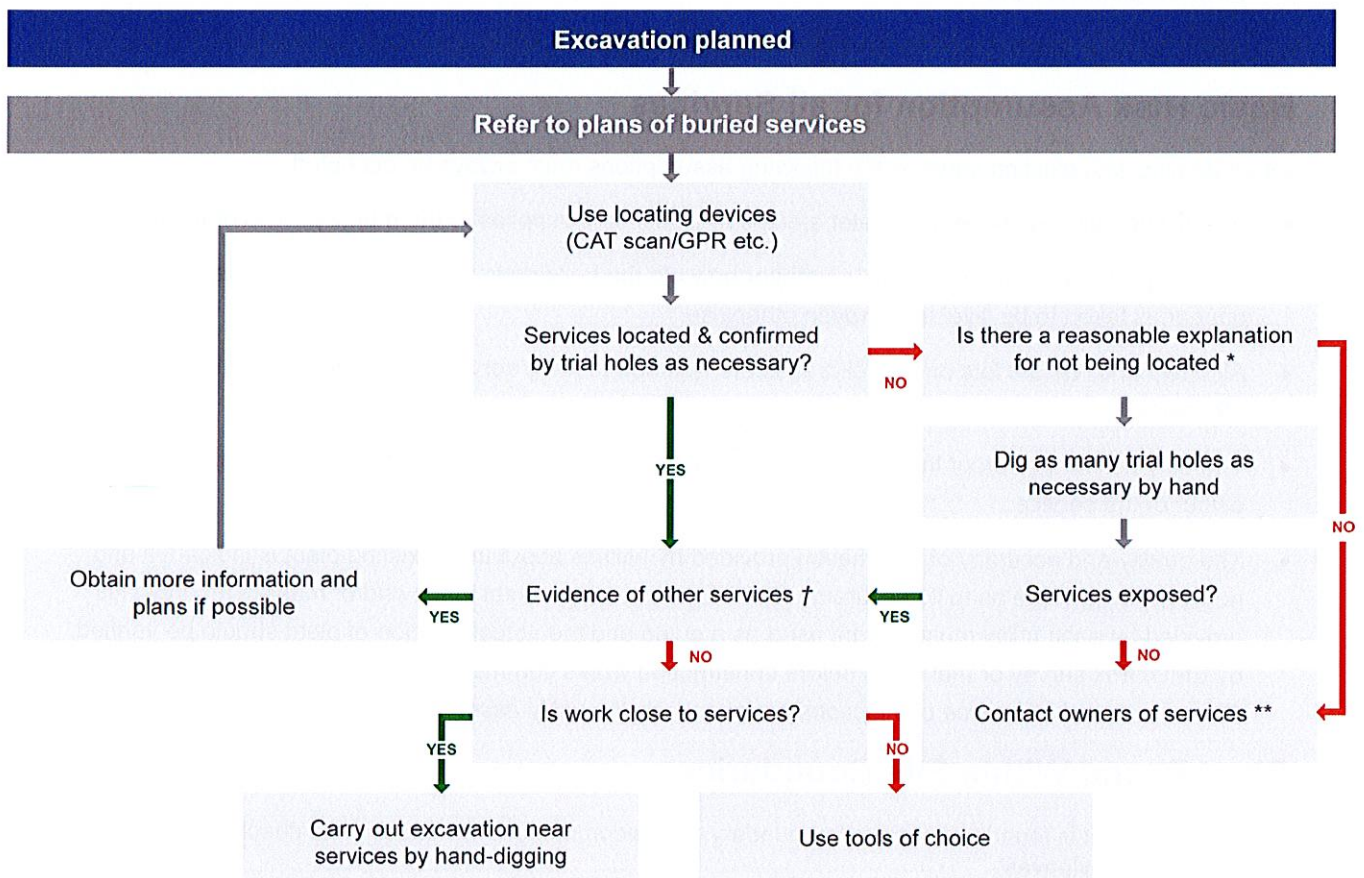 Excavation planned
Refer to plans of buried services
Use locating devices
(CAT scan/GPR etc.)
Services located & confirmed
by trial holes as necessary?
NO
Is there a reasonable explanation
for not being located *
YES
Dig as many trial holes as
necessary by hand
NO
Obtain more information and
plans if possible
YES
Evidence of other services †
YES
Services exposed?
NO
NO
Is work close to services?
Contact owners of services **
YES
NO
Carry out excavation near
services by hand-digging
Use tools of choice